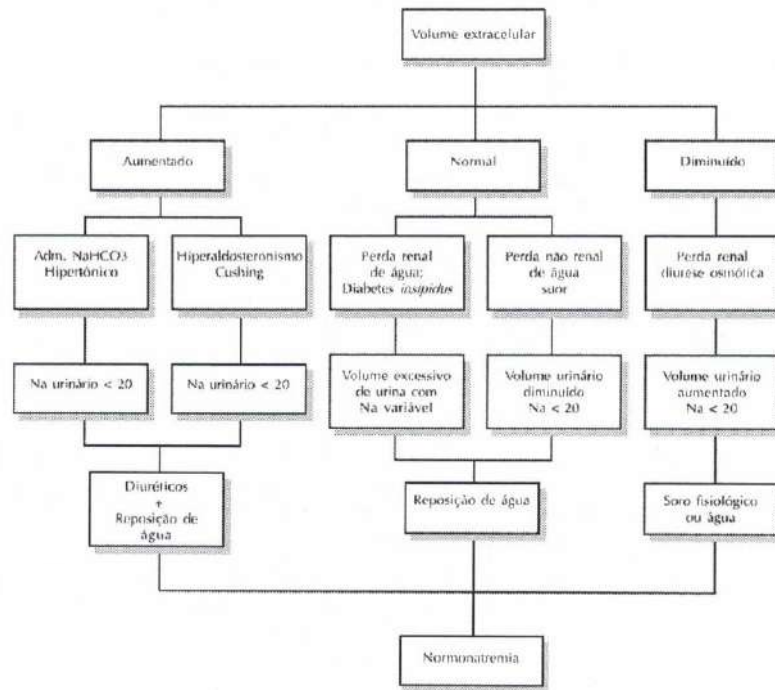 Volume extracelular
Aumentado
Normal
Diminuído
Adm. NaHCO3
Hipertônico
Hiperaldosteronismo
Cushing
Perda renal
de água;
Diabetes insipidus
Perda não renal
de água
suor
Perda renal
diurese osmólica
Na urinário < 20
Na urinário < 20
Volume excessivo
de urina com
Na variável
Volume urinário
diminuído
Na < 20
Volume urinário
aumentado
Na < 20
Diuréticos
+
Reposição de
água
Reposição de água
Soro fisiológico
ou água
Normonatremia